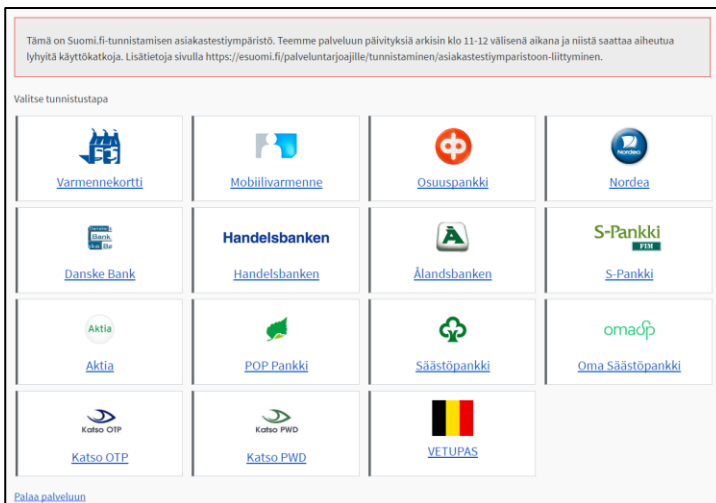 Tämä on Suomi.fi-tunnistamisen asiakastestiympäristö. Teemme palveluun päivityksiä arkisin klo 11-12 välisenä aikana ja niistä saattaa aiheutua
lyhyitä käyttökatkoja. Lisätietoja sivulla https://esuomi.fi/palveluntarjoajille/tunnistaminen/asiakastestiymparistoon-liittyminen.
Valitse tunnistustapa
Nordea
Varmennekortti Mobiilivarmenne Osuuspankki Nordea
Bank Handelsbanken S-Pankki
FIM
Danske Bank Handelsbanken Ålandsbanken S-Pankki
Aktia omasp
Aktia POP Pankki Säästöpankki Oma Säästöpankki
Katso OTP Katso PWD
Katso OTP Katso PWD VETUPAS
Palaa palveluun